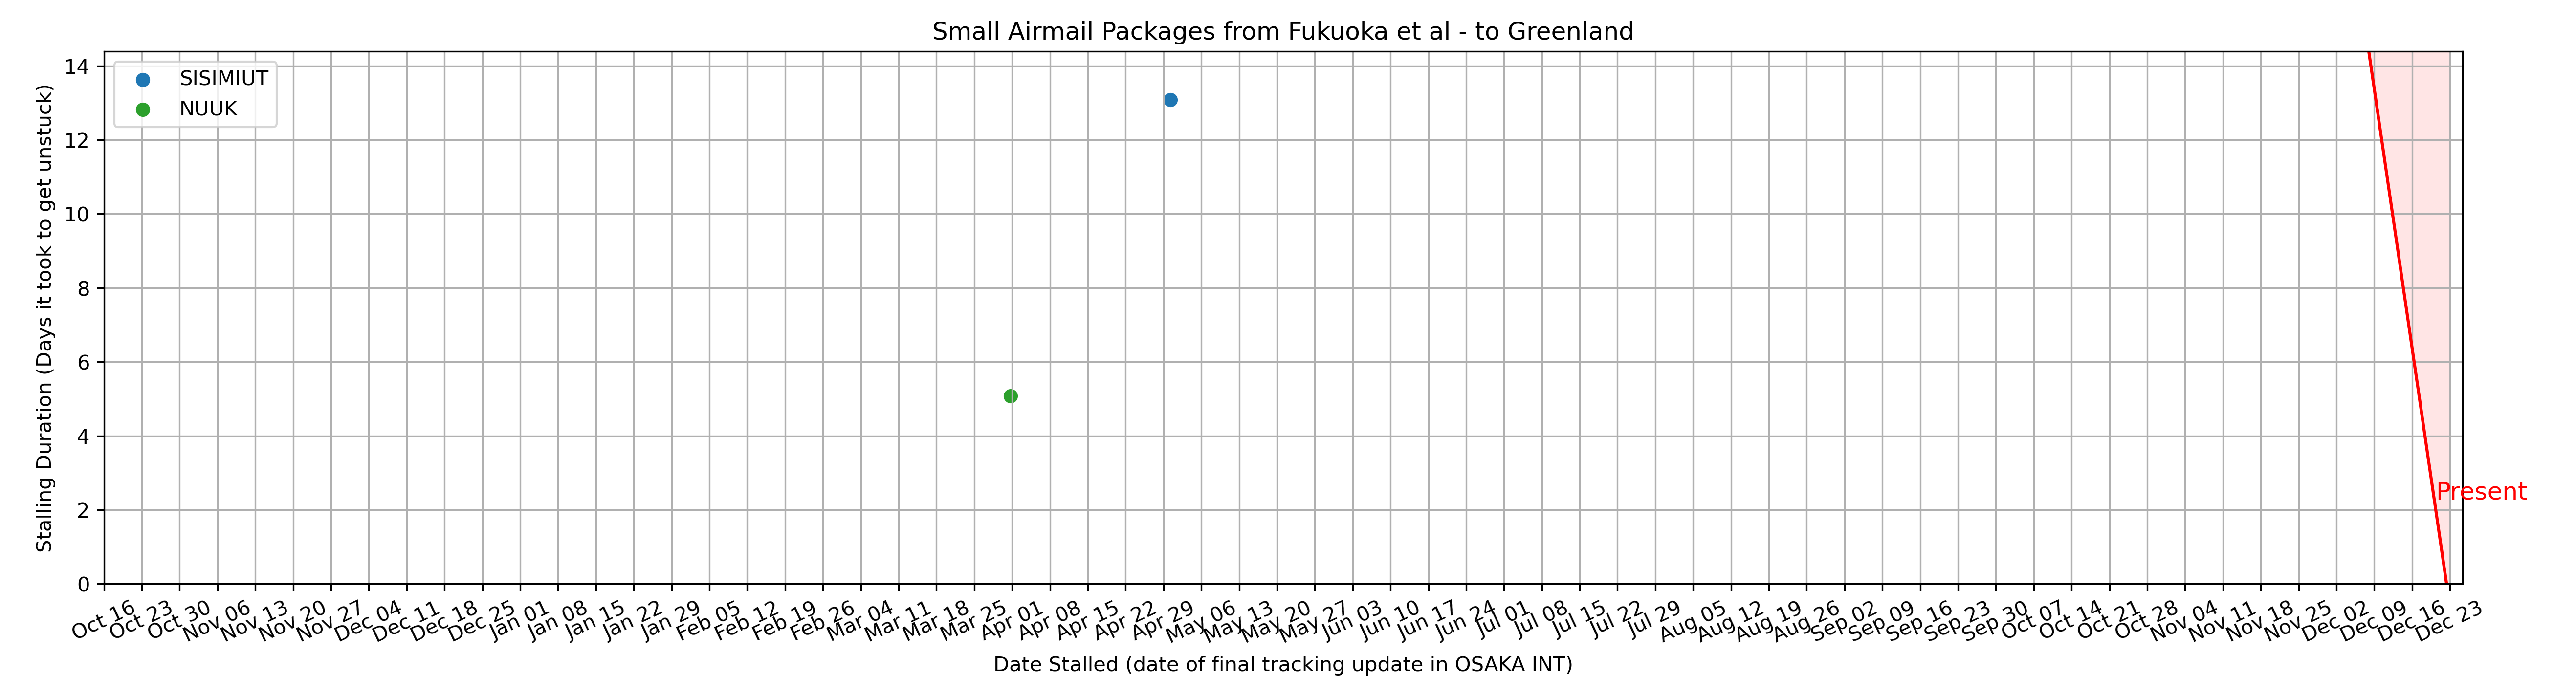 Small Airmail Packages from Fukuoka et al - to Greenland
SISIMIUT
NUUK
Stalling Duration (Days it took to get unstuck)
14
12
10
8
6
4
2
0
Present
Oct 16 Oct 23 Oct 30 Nov 06 Nov 13 Nov 20 Nov 27 Dec 04 Dec 11 Dec 18 Dec 25 Jan 01 Jan 08 Jan 15 Jan 22 Jan 29 Feb 05 Feb 12 Feb 19 Feb 26 Mar 04 Mar 11 Mar 18 Mar 25 Apr 01 Apr 08 Apr 15 Apr 22 Apr 29 May 06 May 13 May 20 May 27 Jun 03 Jun 10 Jun 17 Jun 24 Jul 01 Jul 08 Jul 15 Jul 22 Jul 29 Aug 05 Aug 12 Aug 19 Aug 26 Sep 02 Sep 09 Sep 16 Sep 23 Sep 30 Oct 07 Oct 14 Oct 21 Oct 28 Nov 04 Nov 11 Nov 18 Nov 25 Dec 02 Dec 09 Dec 16 Dec 23
Date Stalled (date of final tracking update in OSAKA INT)